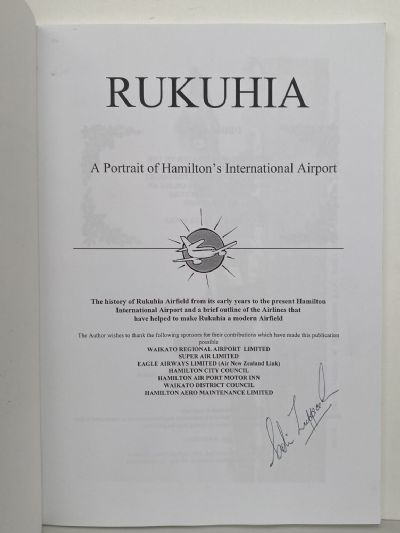 RUKUHIA
A Portrait of Hamilton's International Airport
The history of Rukuhia Airfield from its early years to the present Hamilton
International Airport and a brief outline of the Airlines that
have helped to make Rukuhia a modern Airfield
The Author wishes to thank the following sponsors for their contributions which have made this publication
possible
WAIKATO REGIONAL AIRPORT LIMITED
SUPER AIR LIMITED
EAGLE AIRWAYS LIMITED (Air New Zealand Link)
HAMILTON CITY COUNCIL
HAMILTON AIR PORT MOTOR INN
WAIKATO DISTRICT COUNCIL
HAMILTON AERO MAINTENANCE LIMITED